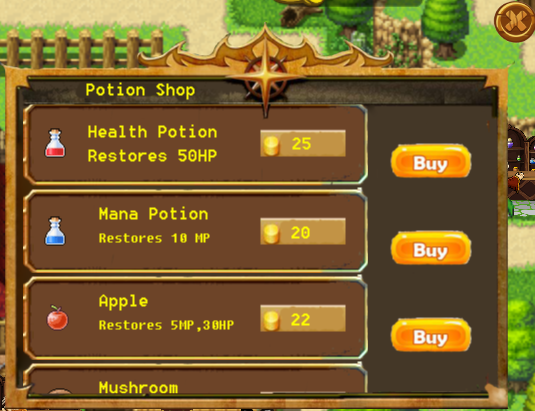 Potion Shop
Health Potion
Restores 50HP
25
Buy
Mana Potion
Restores 10 MP
20
Buy
Apple
Restores 5MP,30HP
22
Buy
Mushroom